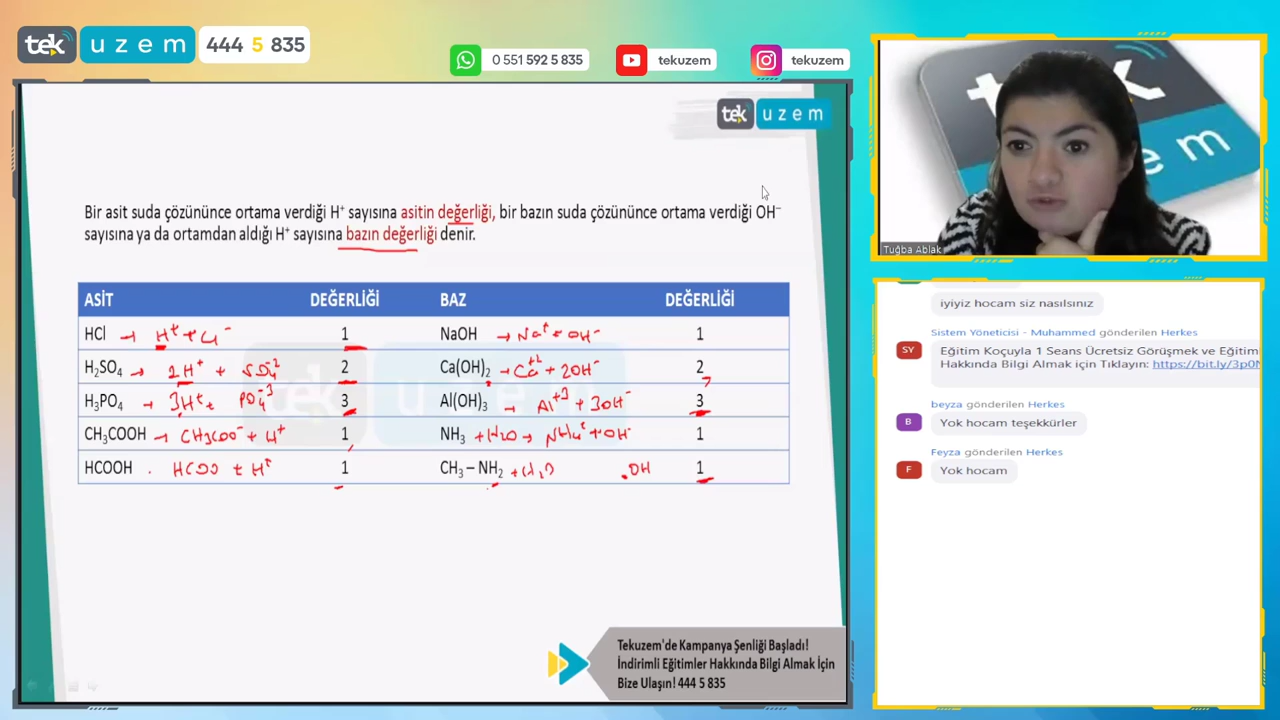 tek uzem 444 5 835
0 551 592 5 835
tekuzem
tekuzem
tek uzem
Bir asit suda çözününce ortama verdiği H⁺ sayısına asitin değerliği, bir bazın suda çözününce ortama verdiği OH⁻
sayısına ya da ortamdan aldığı H⁺ sayısına bazın değerliği denir.
ASİT DEĞERLİĞİ BAZ DEĞERLİĞİ
HCl → H⁺ + Cl⁻ 1 NaOH → Na⁺ + OH⁻ 1
H₂SO₄ → 2H⁺ + SO₄⁻² 2 Ca(OH)₂ → Ca⁺² + 2OH⁻ 2
H₃PO₄ → 3H⁺ + PO₄⁻³ 3 Al(OH)₃ → Al⁺³ + 3OH⁻ 3
CH₃COOH → CH₃COO⁻ + H⁺ 1 NH₃ + H₂O → NH₄⁺ + OH⁻ 1
HCOOH HCOO + H⁺ 1 CH₃ – NH₂ + H₂O OH 1
Tekuzem'de Kampanya Şenliği Başladı!
İndirimli Eğitimler Hakkında Bilgi Almak İçin
Bize Ulaşın! 444 5 835
tek
em
Tuğba Ablak
iyiyiz hocam siz nasılsınız
Sistem Yöneticisi - Muhammed gönderilen Herkes
SY
Eğitim Koçuyla 1 Seans Ücretsiz Görüşmek ve Eğitim
Hakkında Bilgi Almak için Tıklayın: https://bit.ly/3p0
beyza gönderilen Herkes
B
Yok hocam teşekkürler
Feyza gönderilen Herkes
F
Yok hocam